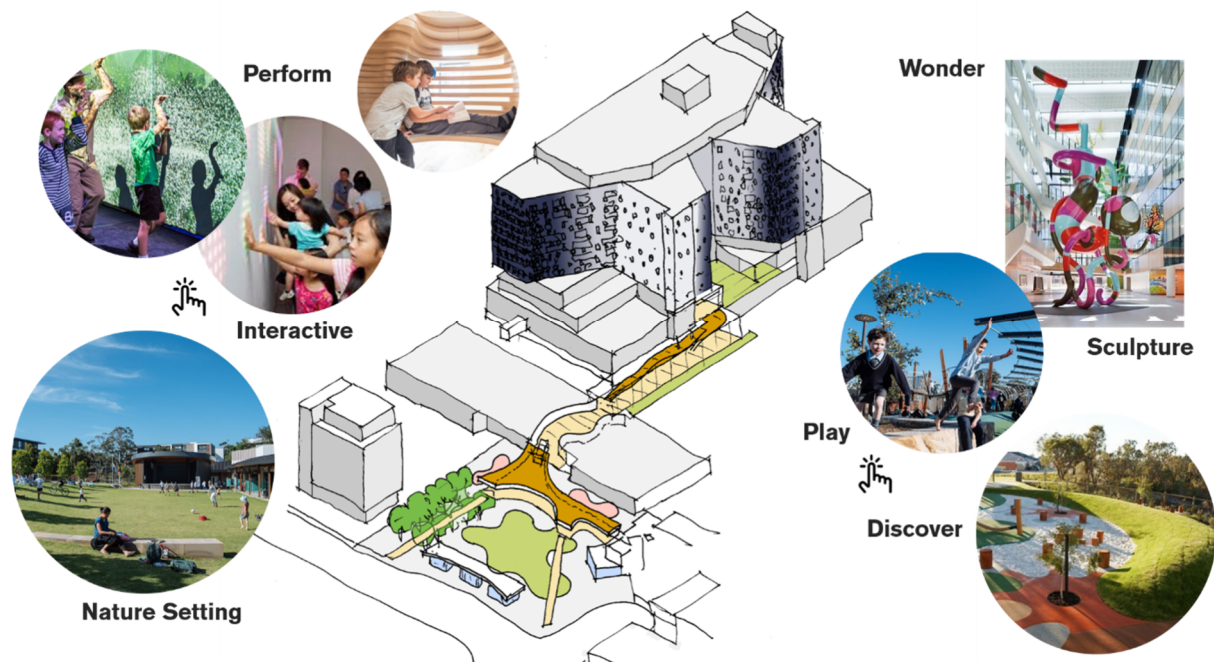 Perform
Wonder
Interactive
Sculpture
Play
Discover
Nature Setting